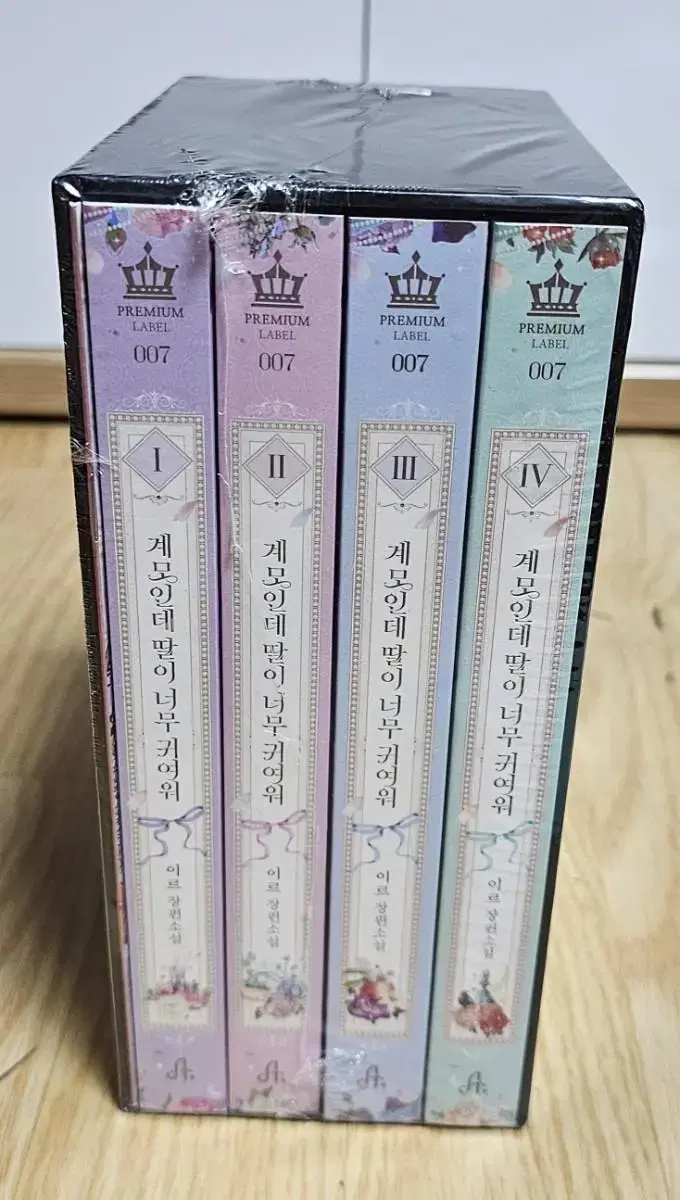 PREMIUM
LABEL
007
I
계모인데 딸이 너무 귀여워
이르 장편소설
A.
PREMIUM
LABEL
007
II
계모인데 딸이 너무 귀여워
이르 장편소설
A.
PREMIUM
LABEL
007
III
계모인데 딸이 너무 귀여워
이르 장편소설
A.
PREMIUM
LABEL
007
IV
계모인데 딸이 너무 귀여워
이르 장편소설
A.